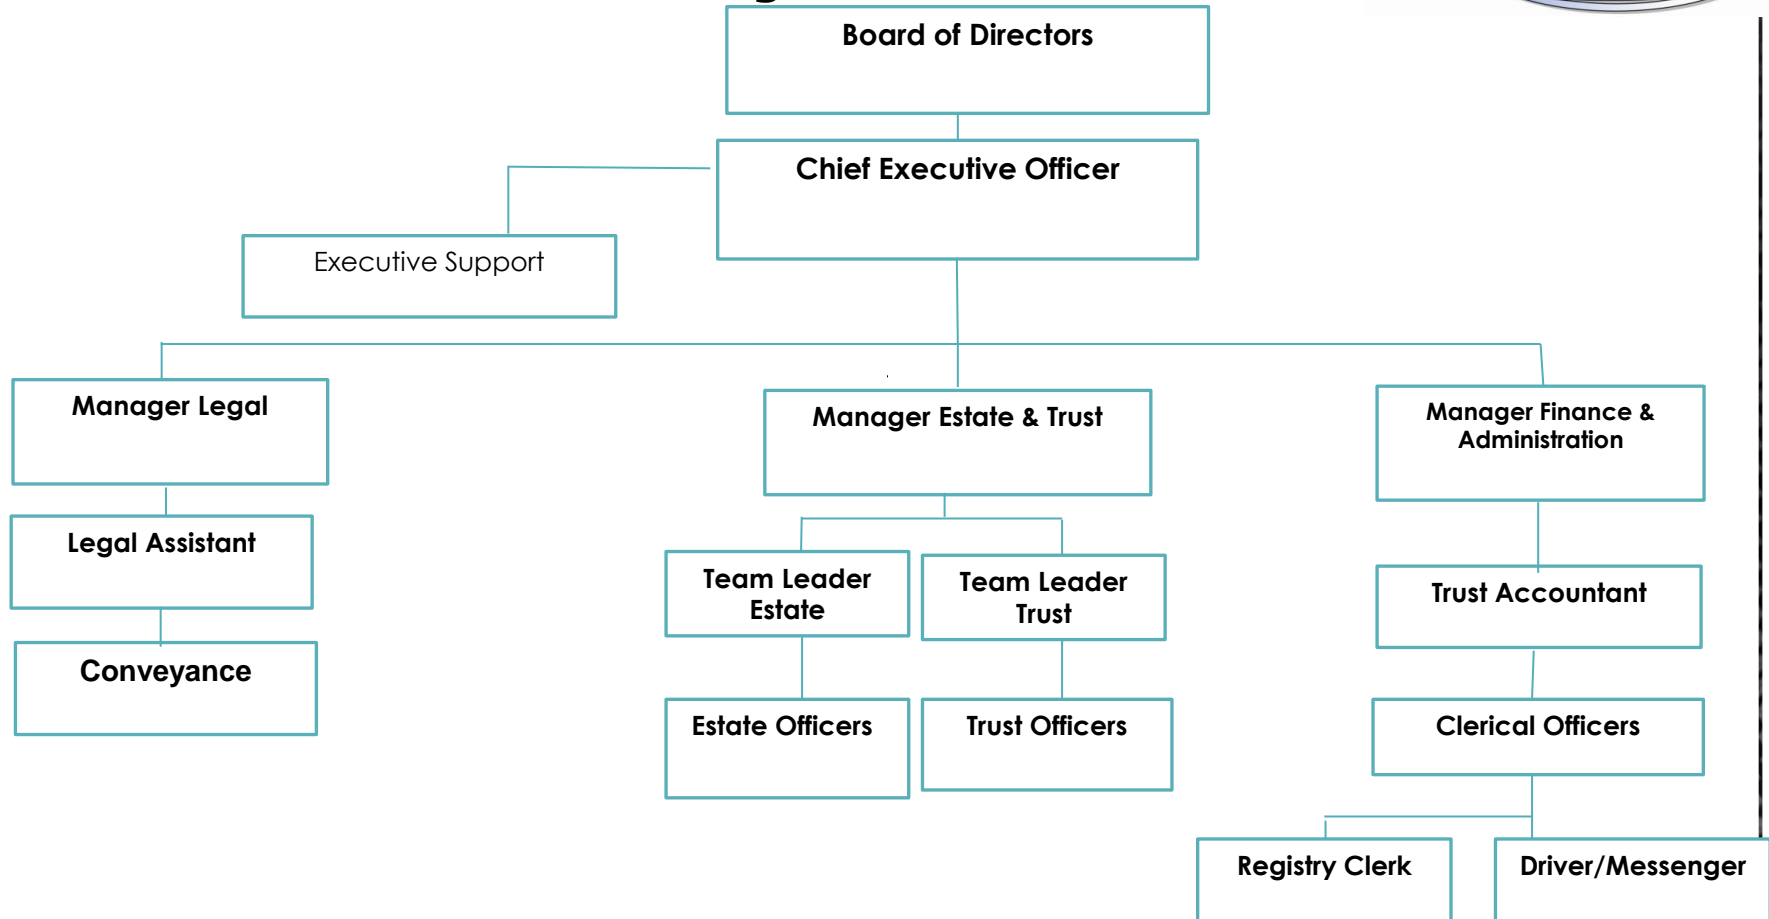 Board of Directors
Chief Executive Officer
Executive Support
Manager Legal
Manager Estate & Trust
Manager Finance &
Administration
Legal Assistant
Team Leader
Estate
Team Leader
Trust
Trust Accountant
Conveyance
Estate Officers
Trust Officers
Clerical Officers
Registry Clerk
Driver/Messenger